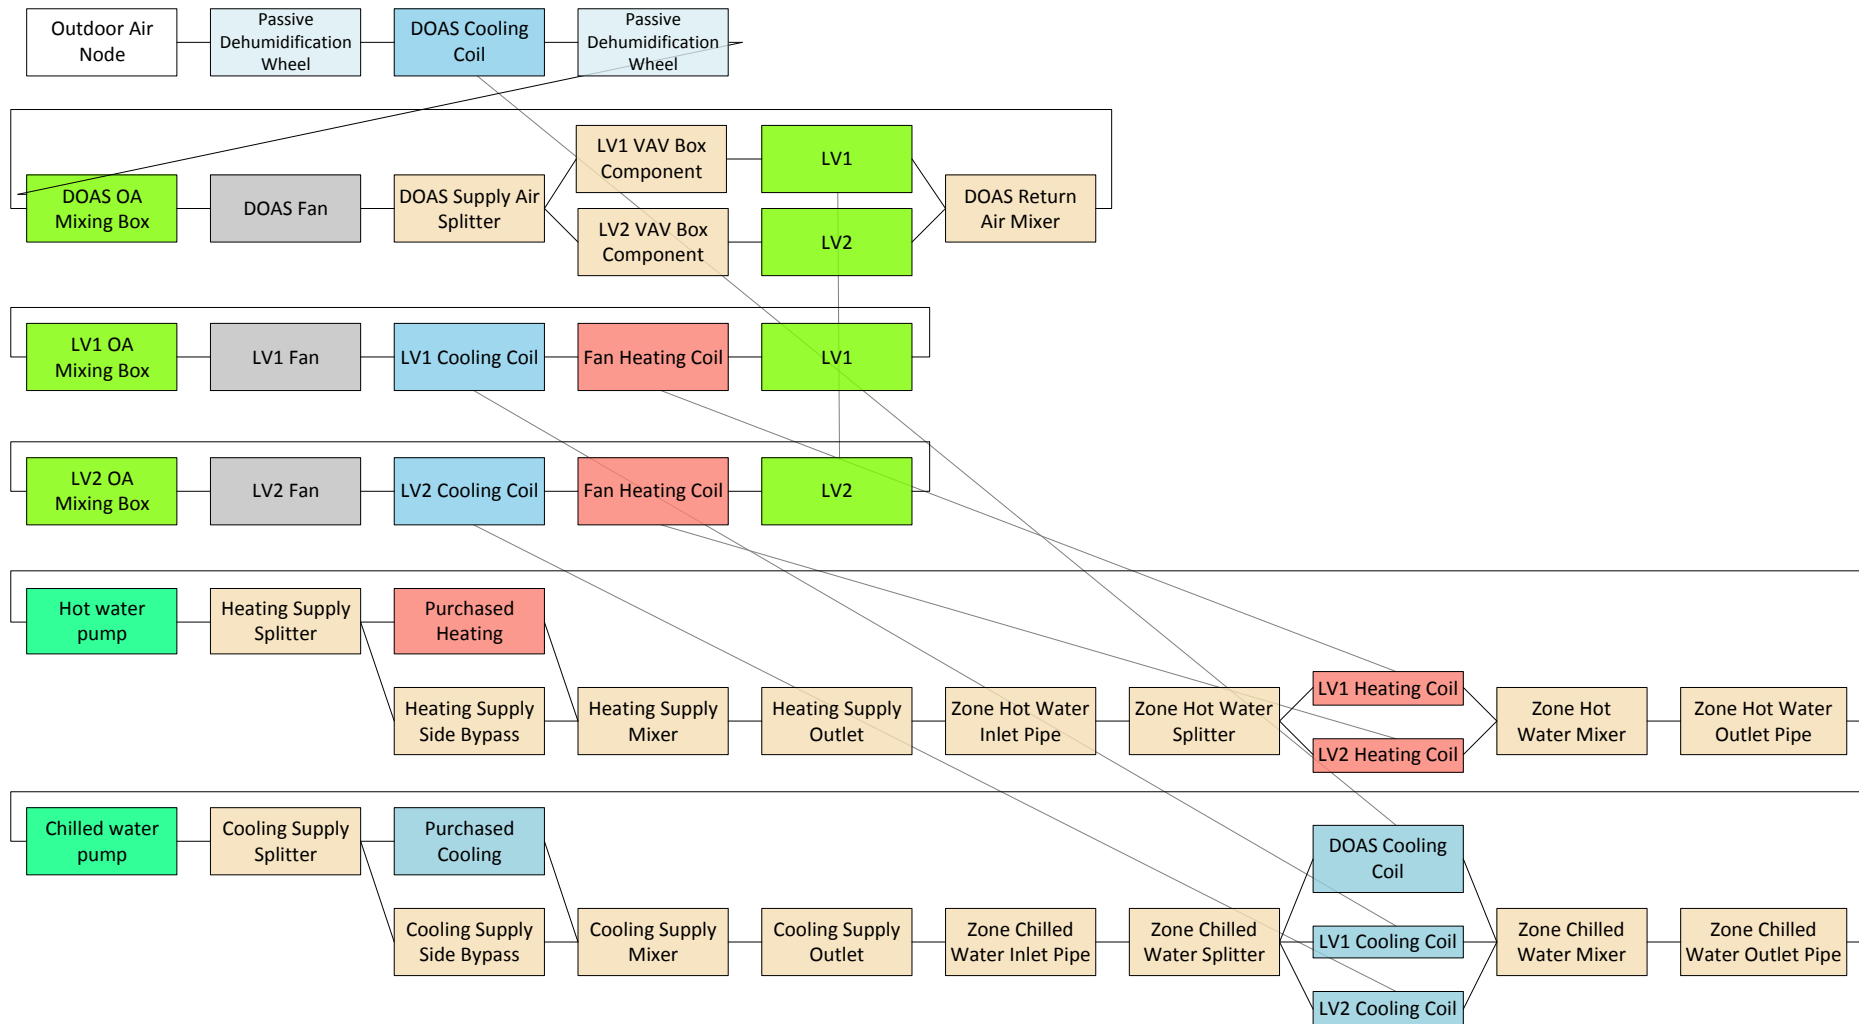 Outdoor Air
Node
Passive
Dehumidification
Wheel
DOAS Cooling
Coil
Passive
Dehumidification
Wheel
LV1 VAV Box
Component
LV1
DOAS OA
Mixing Box
DOAS Fan
DOAS Supply Air
Splitter
LV2 VAV Box
Component
LV2
DOAS Return
Air Mixer
LV1 OA
Mixing Box
LV1 Fan
LV1 Cooling Coil
Fan Heating Coil
LV1
LV2 OA
Mixing Box
LV2 Fan
LV2 Cooling Coil
Fan Heating Coil
LV2
Hot water
pump
Heating Supply
Splitter
Purchased
Heating
Heating Supply
Side Bypass
Heating Supply
Mixer
Heating Supply
Outlet
Zone Hot Water
Inlet Pipe
Zone Hot Water
Splitter
LV1 Heating Coil
LV2 Heating Coil
Zone Hot
Water Mixer
Zone Hot Water
Outlet Pipe
Chilled water
pump
Cooling Supply
Splitter
Purchased
Cooling
Cooling Supply
Side Bypass
Cooling Supply
Mixer
Cooling Supply
Outlet
Zone Chilled
Water Inlet Pipe
Zone Chilled
Water Splitter
DOAS Cooling
Coil
LV1 Cooling Coil
LV2 Cooling Coil
Zone Chilled
Water Mixer
Zone Chilled
Water Outlet Pipe